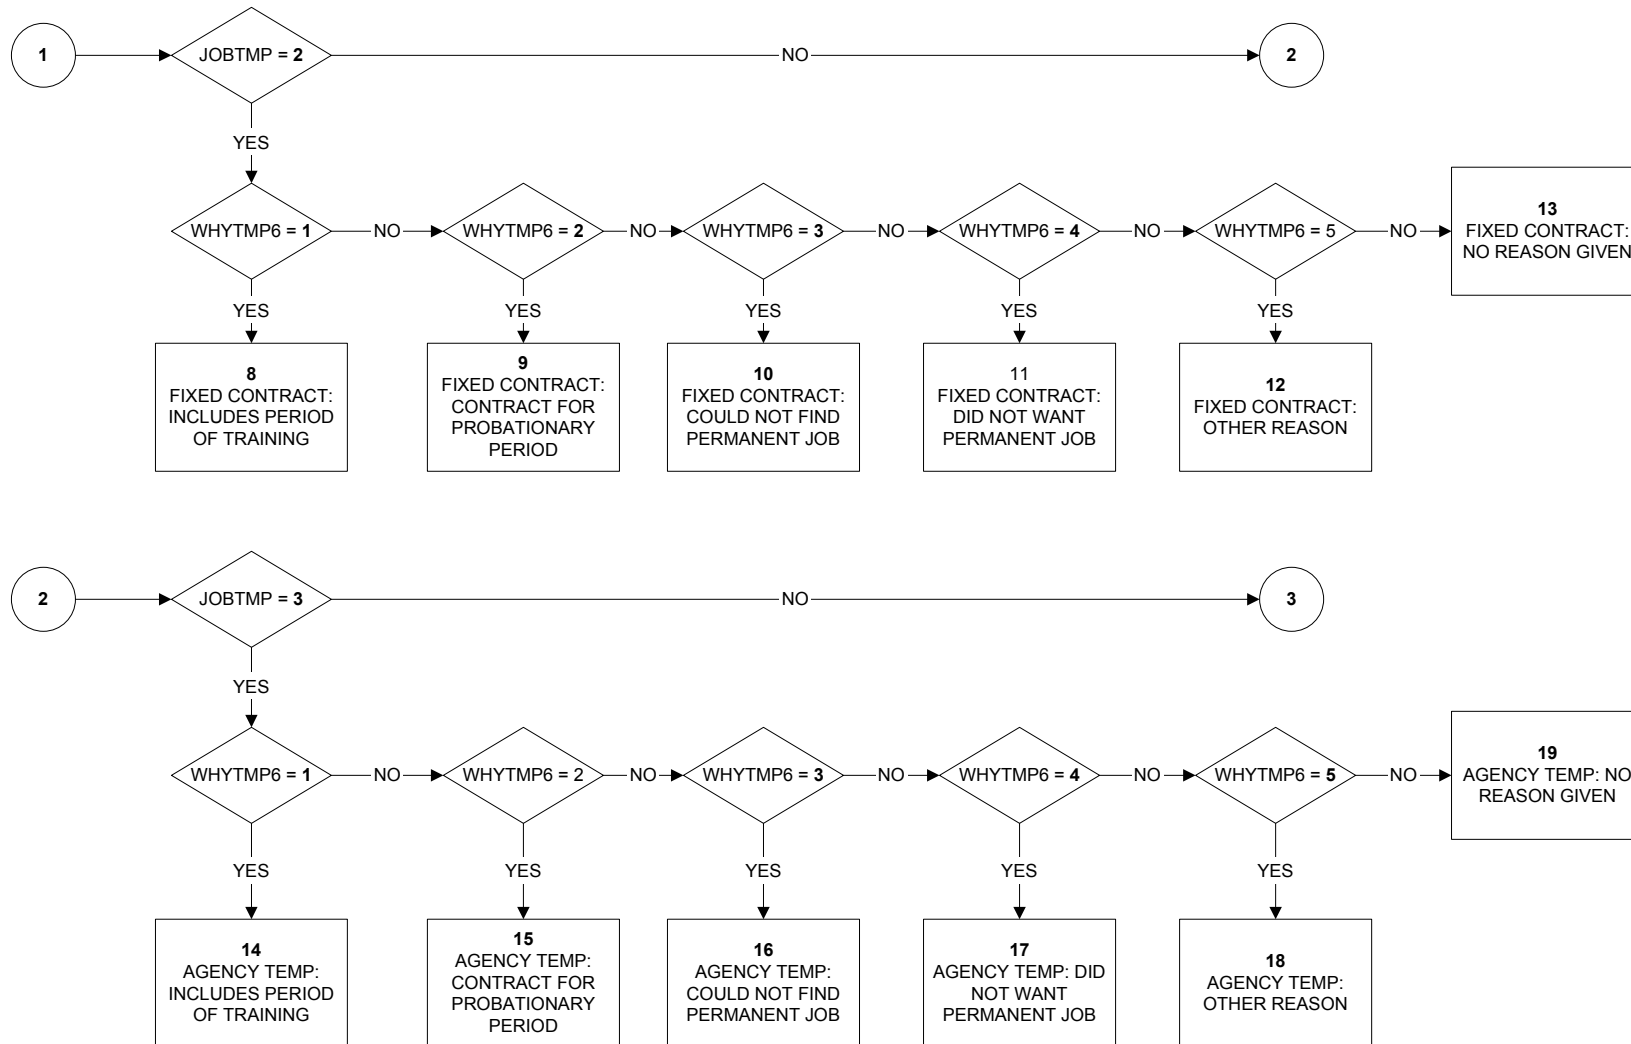 1
JOBTMP = 2
NO
2
YES
WHYTMP6 = 1
NO
WHYTMP6 = 2
NO
WHYTMP6 = 3
NO
WHYTMP6 = 4
NO
WHYTMP6 = 5
NO
13
FIXED CONTRACT:
NO REASON GIVEN
YES
YES
YES
YES
YES
8
FIXED CONTRACT:
INCLUDES PERIOD
OF TRAINING
9
FIXED CONTRACT:
CONTRACT FOR
PROBATIONARY
PERIOD
10
FIXED CONTRACT:
COULD NOT FIND
PERMANENT JOB
11
FIXED CONTRACT:
DID NOT WANT
PERMANENT JOB
12
FIXED CONTRACT:
OTHER REASON
2
JOBTMP = 3
NO
3
YES
WHYTMP6 = 1
NO
WHYTMP6 = 2
NO
WHYTMP6 = 3
NO
WHYTMP6 = 4
NO
WHYTMP6 = 5
NO
19
AGENCY TEMP: NO
REASON GIVEN
YES
YES
YES
YES
YES
14
AGENCY TEMP:
INCLUDES PERIOD
OF TRAINING
15
AGENCY TEMP:
CONTRACT FOR
PROBATIONARY
PERIOD
16
AGENCY TEMP:
COULD NOT FIND
PERMANENT JOB
17
AGENCY TEMP: DID
NOT WANT
PERMANENT JOB
18
AGENCY TEMP:
OTHER REASON